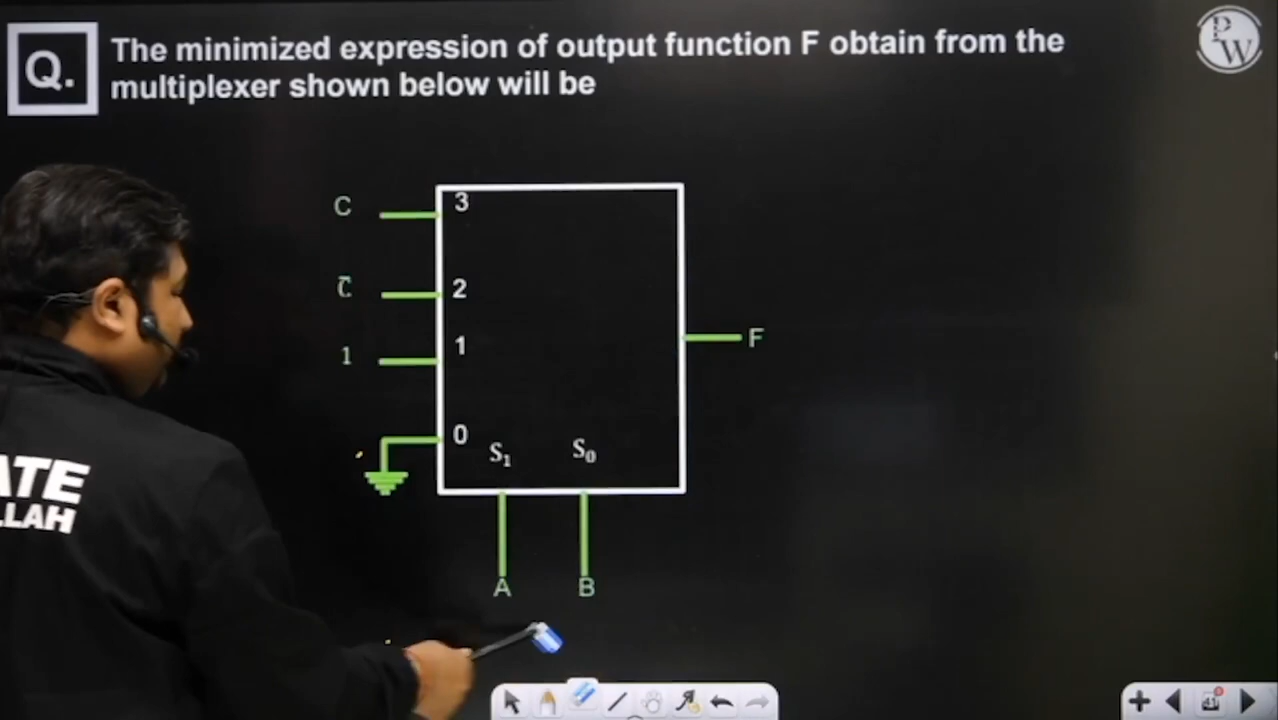 Q.
The minimized expression of output function F obtain from the
multiplexer shown below will be
P
W
C
3
C̅
2
1
1
0
S₁
S₀
F
A
B
ATE
LLAH
41